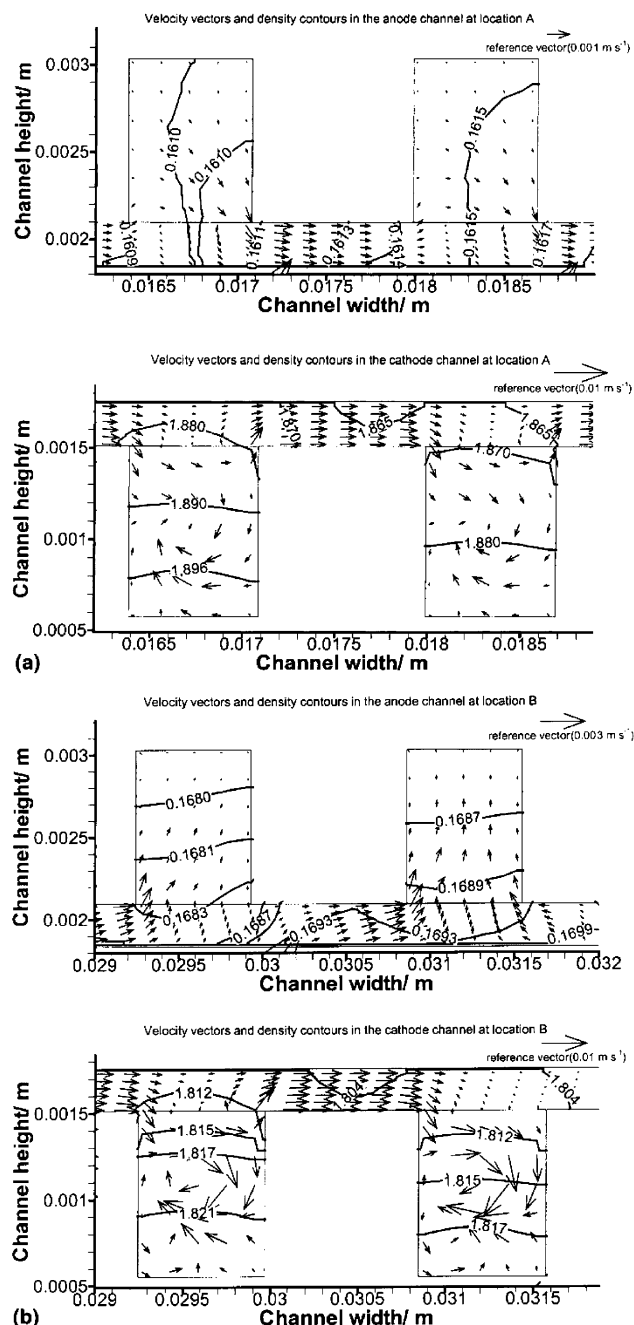 Velocity vectors and density contours in the anode channel at location A
reference vector(0.001 m s⁻¹)
Channel height/ m
0.003
0.0025
0.002
0.1610
0.1610
0.1615
0.1609
0.1611
0.1613
0.1614
0.1615
0.1617
0.0165 0.017 0.0175 0.018 0.0185
Channel width/ m
Velocity vectors and density contours in the cathode channel at location A
reference vector(0.01 m s⁻¹)
Channel height/ m
0.0015
0.001
0.0005
1.880
1.870
1.865
1.865
1.870
1.890
1.880
1.896
0.0165 0.017 0.0175 0.018 0.0185
(a)
Channel width/ m
Velocity vectors and density contours in the anode channel at location B
reference vector(0.003 m s⁻¹)
Channel height/ m
0.003
0.0025
0.002
0.1680
0.1687
0.1681
0.1689
0.1683
0.1687
0.1693
0.1693
0.1699
0.029 0.0295 0.03 0.0305 0.031 0.0315 0.032
Channel width/ m
Velocity vectors and density contours in the cathode channel at location B
reference vector(0.01 m s⁻¹)
Channel height/ m
0.0015
0.001
0.0005
1.812
1.804
1.804
1.815
1.812
1.817
1.815
1.821
1.817
0.029 0.0295 0.03 0.0305 0.031 0.0315
(b)
Channel width/ m